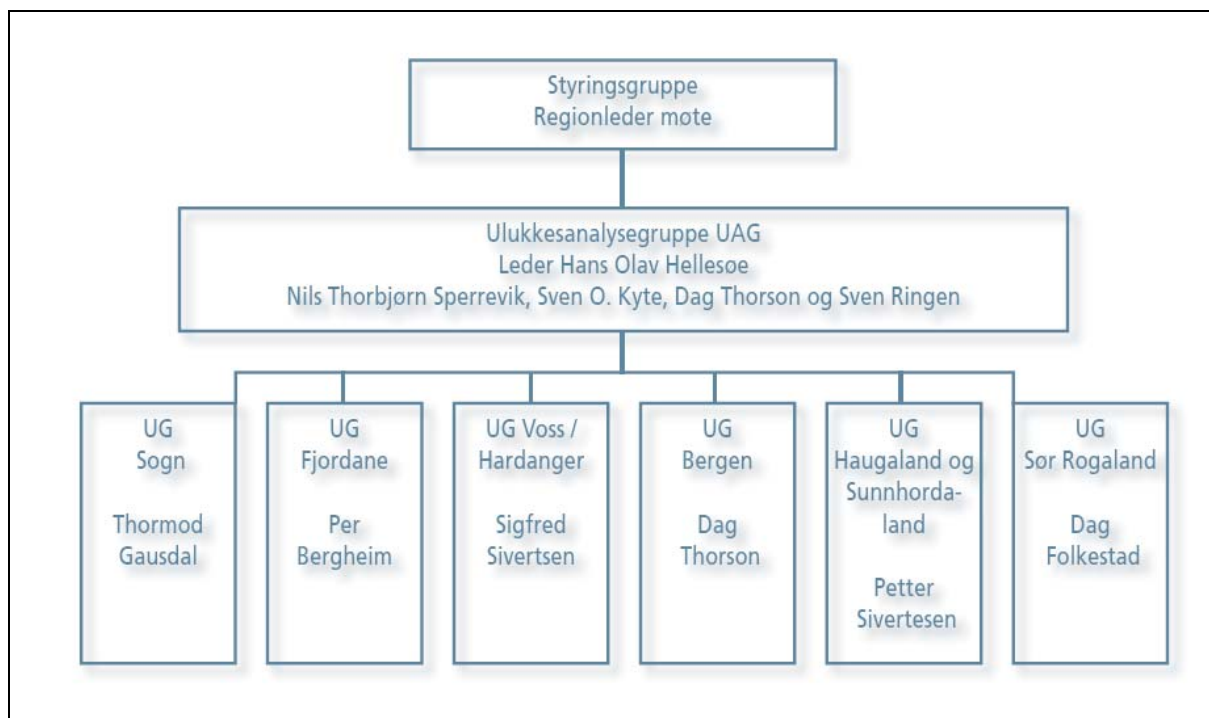 Styringsgruppe
Regionleder møte
Ulukkesanalysegruppe UAG
Leder Hans Olav Hellesøe
Nils Thorbjørn Sperrevik, Sven O. Kyte, Dag Thorson og Sven Ringen
UG
Sogn
Thormod
Gausdal
UG
Fjordane
Per
Bergheim
UG Voss /
Hardanger
Sigfred
Sivertsen
UG
Bergen
Dag
Thorson
UG
Haugaland og
Sunnhorda-
land
Petter
Sivertesen
UG
Sør Rogaland
Dag
Folkestad